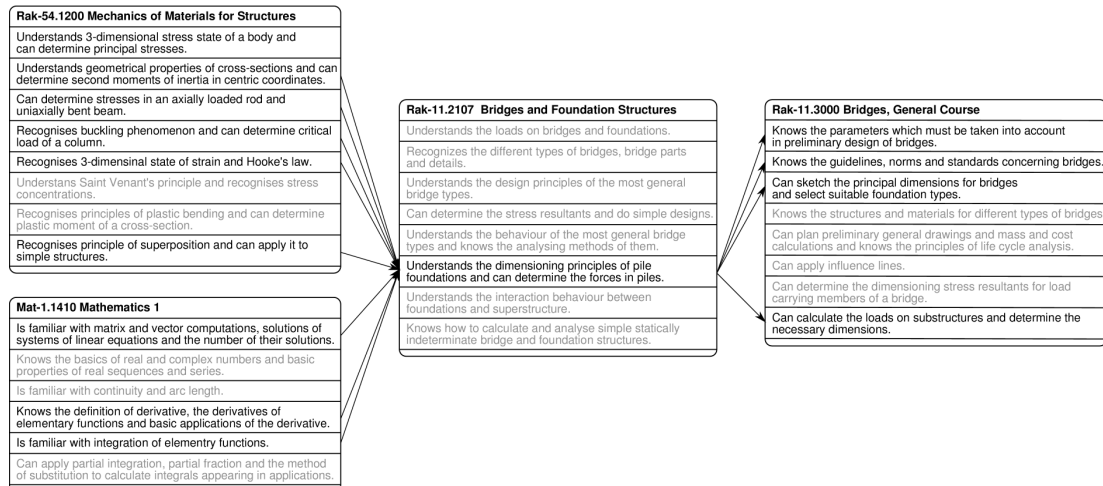 Rak-54.1200 Mechanics of Materials for Structures
Understands 3-dimensional stress state of a body and
can determine principal stresses.
Understands geometrical properties of cross-sections and can
determine second moments of inertia in centric coordinates.
Can determine stresses in an axially loaded rod and
uniaxially bent beam.
Recognises buckling phenomenon and can determine critical
load of a column.
Recognises 3-dimensinal state of strain and Hooke's law.
Understans Saint Venant's principle and recognises stress
concentrations.
Recognises principles of plastic bending and can determine
plastic moment of a cross-section.
Recognises principle of superposition and can apply it to
simple structures.
Mat-1.1410 Mathematics 1
Is familiar with matrix and vector computations, solutions of
systems of linear equations and the number of their solutions.
Knows the basics of real and complex numbers and basic
properties of real sequences and series.
Is familiar with continuity and arc length.
Knows the definition of derivative, the derivatives of
elementary functions and basic applications of the derivative.
Is familiar with integration of elementry functions.
Can apply partial integration, partial fraction and the method
of substitution to calculate integrals appearing in applications.
Rak-11.2107 Bridges and Foundation Structures
Understands the loads on bridges and foundations.
Recognizes the different types of bridges, bridge parts
and details.
Understands the design principles of the most general
bridge types.
Can determine the stress resultants and do simple designs.
Understands the behaviour of the most general bridge
types and knows the analysing methods of them.
Understands the dimensioning principles of pile
foundations and can determine the forces in piles.
Understands the interaction behaviour between
foundations and superstructure.
Knows how to calculate and analyse simple statically
indeterminate bridge and foundation structures.
Rak-11.3000 Bridges, General Course
Knows the parameters which must be taken into account
in preliminary design of bridges.
Knows the guidelines, norms and standards concerning bridges.
Can sketch the principal dimensions for bridges
and select suitable foundation types.
Knows the structures and materials for different types of bridges
Can plan preliminary general drawings and mass and cost
calculations and knows the principles of life cycle analysis.
Can apply influence lines.
Can determine the dimensioning stress resultants for load
carrying members of a bridge.
Can calculate the loads on substructures and determine the
necessary dimensions.